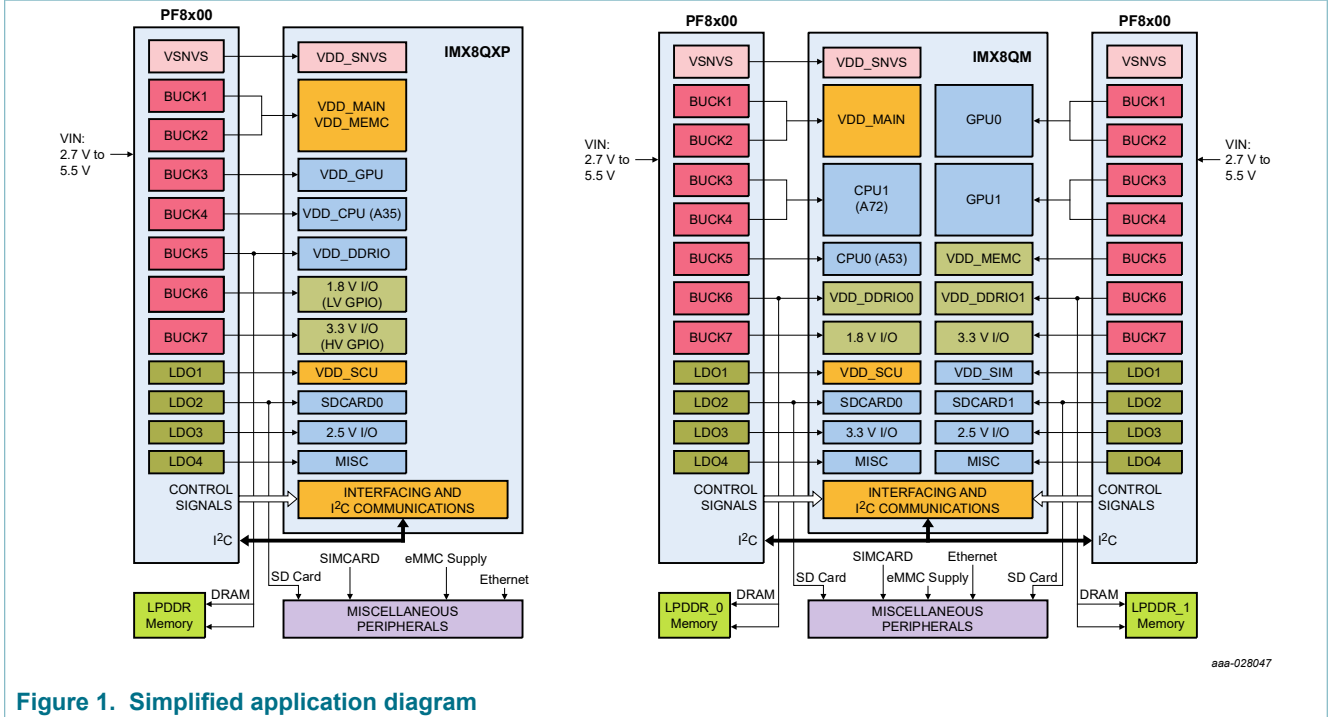 PF8x00
IMX8QXP
VSNVS
VDD_SNVS
BUCK1
BUCK2
VDD_MAIN
VDD_MEMC
VIN:
2.7 V to
5.5 V
BUCK3
VDD_GPU
BUCK4
VDD_CPU (A35)
BUCK5
VDD_DDRIO
BUCK6
1.8 V I/O
(LV GPIO)
BUCK7
3.3 V I/O
(HV GPIO)
LDO1
VDD_SCU
LDO2
SDCARD0
LDO3
2.5 V I/O
LDO4
MISC
CONTROL
SIGNALS
INTERFACING AND
I2C COMMUNICATIONS
I2C
SIMCARD
eMMC Supply
SD Card
Ethernet
DRAM
LPDDR
Memory
MISCELLANEOUS
PERIPHERALS
PF8x00
PF8x00
IMX8QM
VSNVS
VDD_SNVS
VSNVS
BUCK1
BUCK2
VDD_MAIN
GPU0
BUCK1
BUCK2
VIN:
2.7 V to
5.5 V
VIN:
2.7 V to
5.5 V
BUCK3
BUCK4
CPU1
(A72)
GPU1
BUCK3
BUCK4
BUCK5
CPU0 (A53)
VDD_MEMC
BUCK5
BUCK6
VDD_DDRIO0
VDD_DDRIO1
BUCK6
BUCK7
1.8 V I/O
3.3 V I/O
BUCK7
LDO1
VDD_SCU
VDD_SIM
LDO1
LDO2
SDCARD0
SDCARD1
LDO2
LDO3
3.3 V I/O
2.5 V I/O
LDO3
LDO4
MISC
MISC
LDO4
CONTROL
SIGNALS
INTERFACING AND
I2C COMMUNICATIONS
CONTROL
SIGNALS
I2C
I2C
SIMCARD
Ethernet
SD Card
eMMC Supply
SD Card
DRAM
DRAM
LPDDR_0
Memory
MISCELLANEOUS
PERIPHERALS
LPDDR_1
Memory
aaa-028047
Figure 1. Simplified application diagram